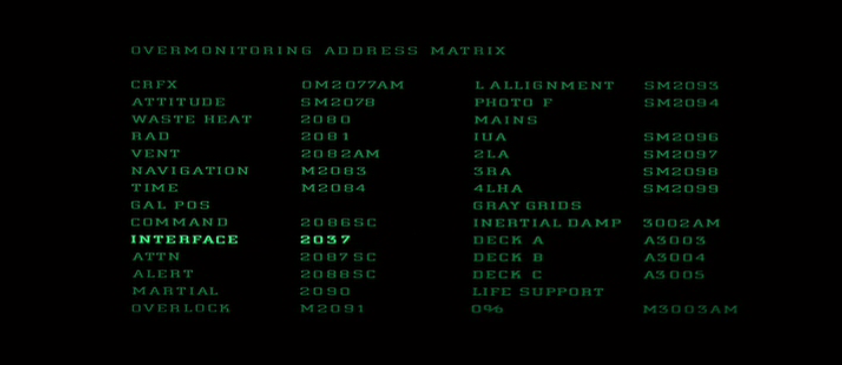 OVERMONITORING ADDRESS MATRIX
CRFX OM2077AM L ALLIGNMENT SM2093
ATTITUDE SM2078 PHOTO F SM2094
WASTE HEAT 2080 MAINS
RAD 2081 1UA SM2096
VENT 2082AM 2LA SM2097
NAVIGATION M2083 3RA SM2098
TIME M2084 4LHA SM2099
GAL POS GRAY GRIDS
COMMAND 2086SC INERTIAL DAMP 3002AM
INTERFACE 2037 DECK A A3003
ATTN 2087SC DECK B A3004
ALERT 2088SC DECK C A3005
MARTIAL 2090 LIFE SUPPORT
OVERLOCK M2091 O% M3003AM